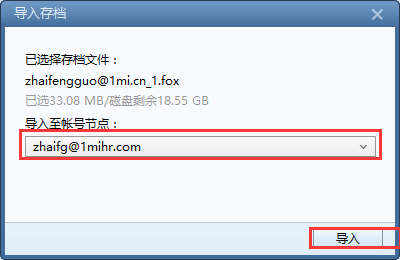 导入存档
已选择存档文件：
zhaifengguo@1mi.cn_1.fox
已选33.08 MB/磁盘剩余18.55 GB
导入至帐号节点：
zhaifg@1mihr.com
导入